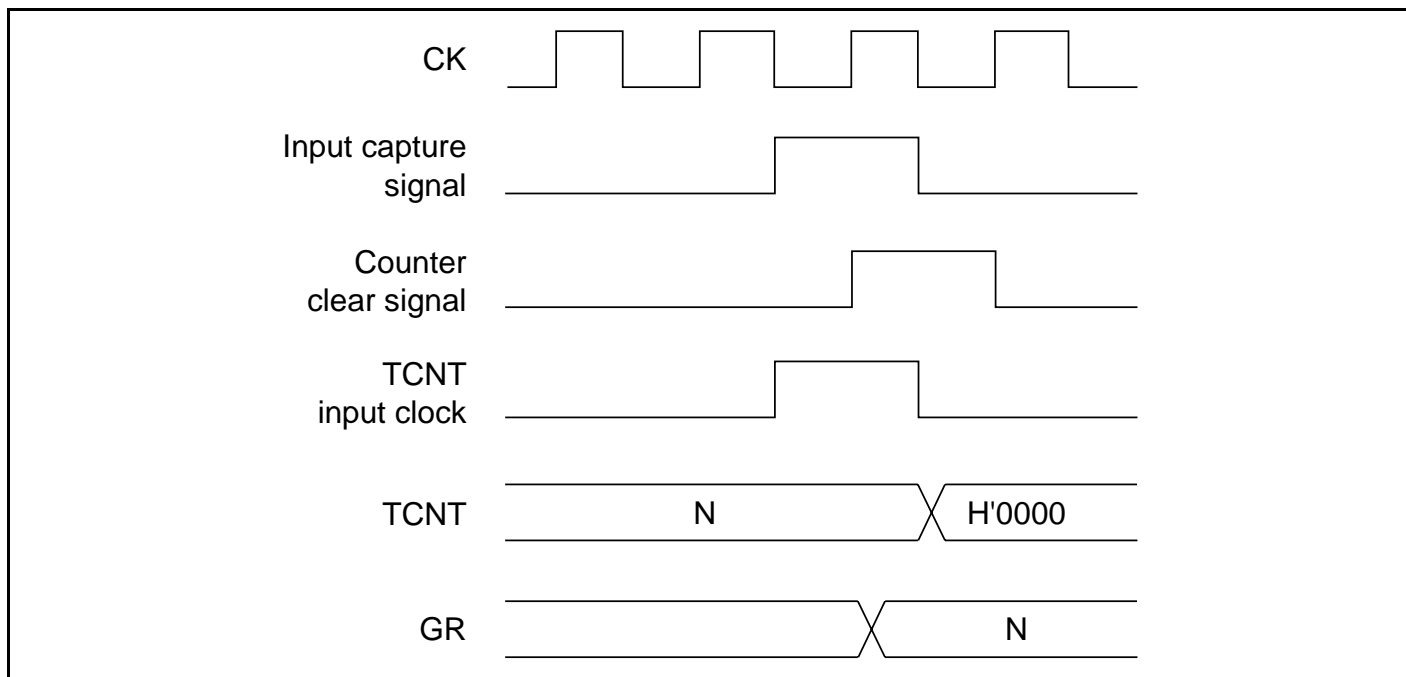 CK
Input capture
signal
Counter
clear signal
TCNT
input clock
TCNT
N
H'0000
GR
N